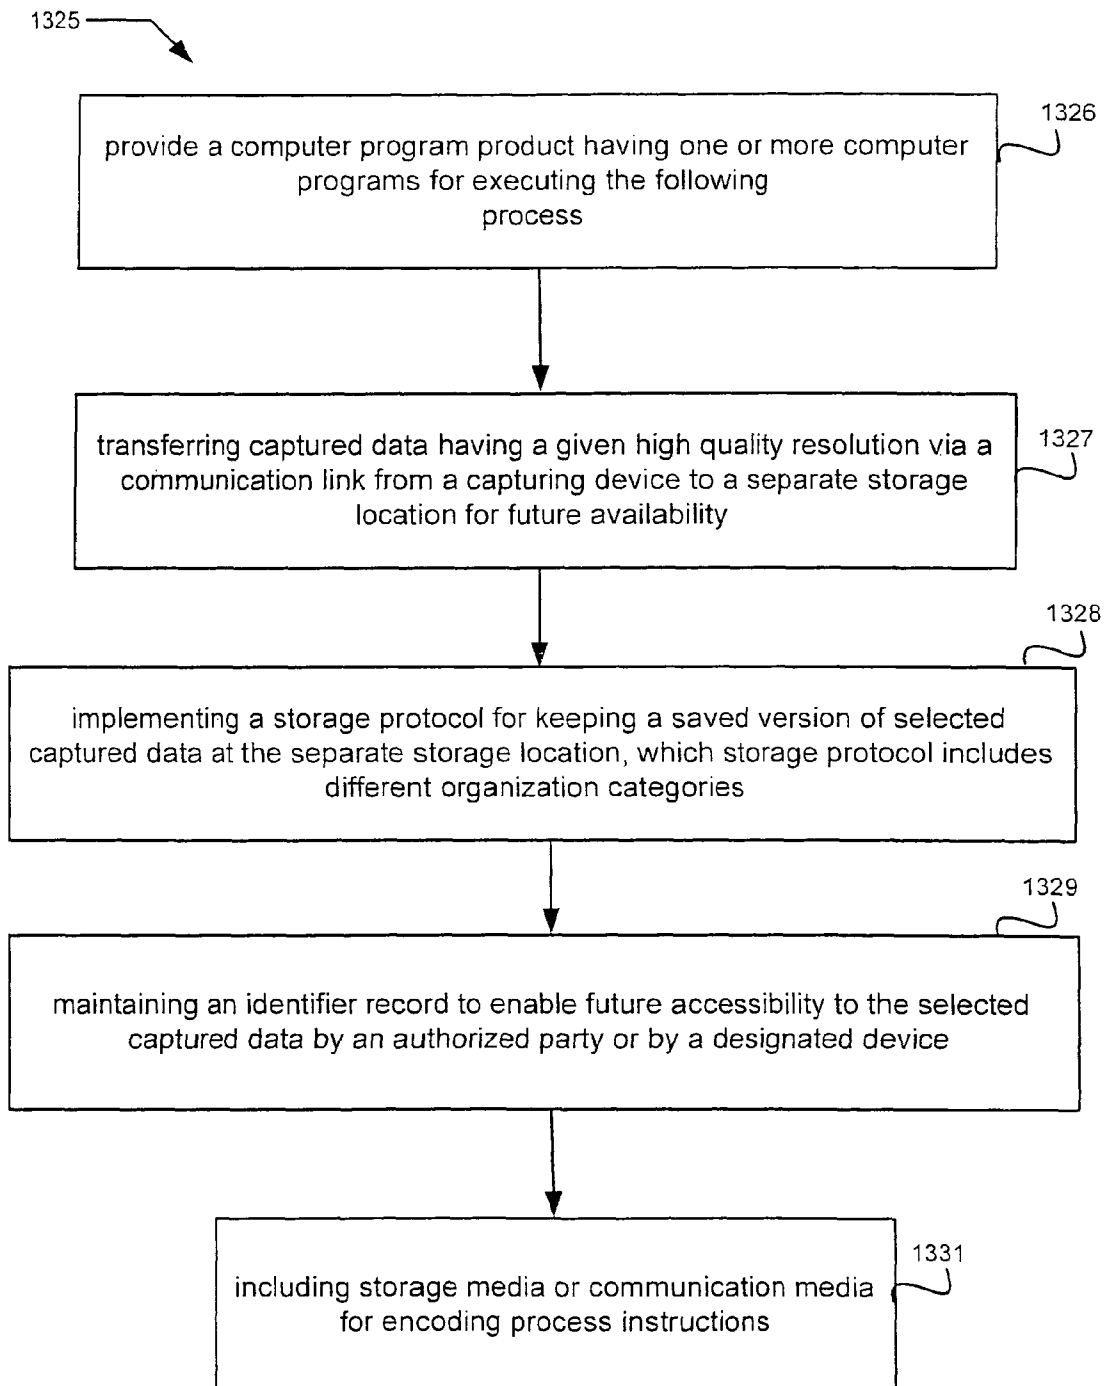 1325
1326
provide a computer program product having one or more computer
programs for executing the following
process
1327
transferring captured data having a given high quality resolution via a
communication link from a capturing device to a separate storage
location for future availability
1328
implementing a storage protocol for keeping a saved version of selected
captured data at the separate storage location, which storage protocol includes
different organization categories
1329
maintaining an identifier record to enable future accessibility to the selected
captured data by an authorized party or by a designated device
1331
including storage media or communication media
for encoding process instructions